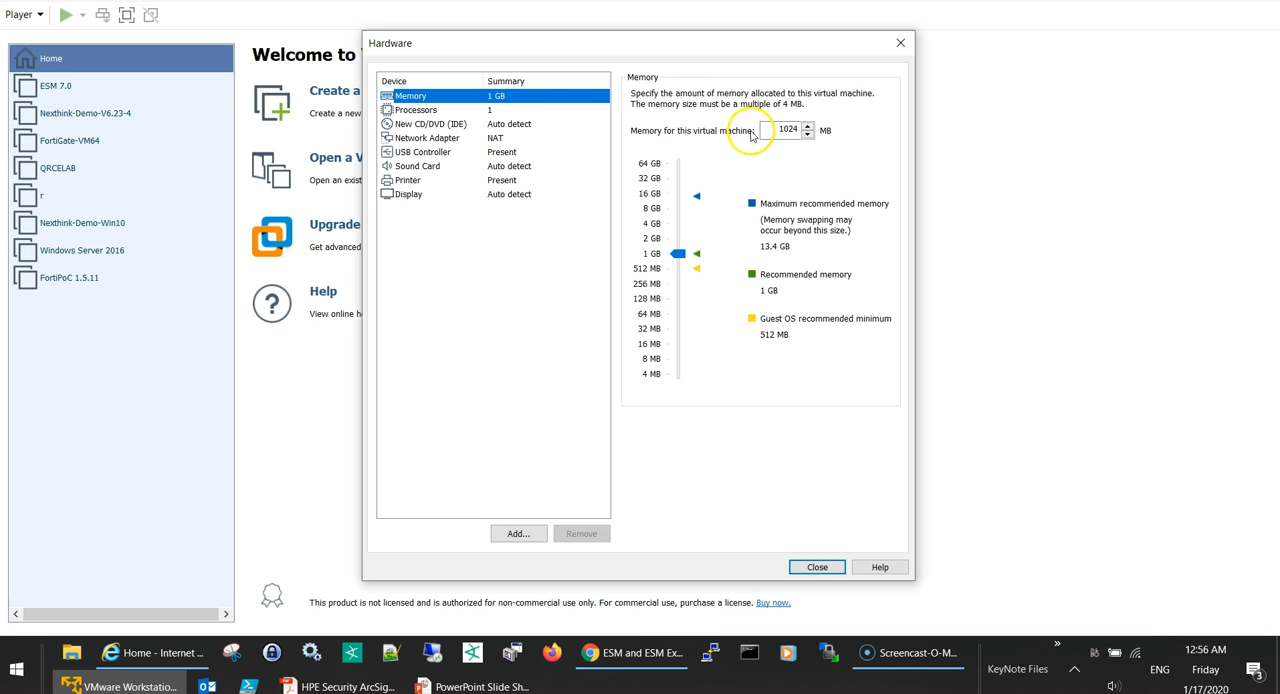 Player
Hardware
Home
ESM 7.0
Nexthink-Demo-V6.23-4
FortiGate-VM64
QRCELAB
r
Nexthink-Demo-Win10
Windows Server 2016
FortiPoC 1.5.11
Welcome to
Create a
Create a new
Open a V
Open an exist
Upgrade
Get advanced
Help
View online h
Device Summary
Memory 1 GB
Processors 1
New CD/DVD (IDE) Auto detect
Network Adapter NAT
USB Controller Present
Sound Card Auto detect
Printer Present
Display Auto detect
Add...
Remove
Memory
Specify the amount of memory allocated to this virtual machine.
The memory size must be a multiple of 4 MB.
Memory for this virtual machine: 1024 MB
64 GB
32 GB
16 GB
8 GB
4 GB
2 GB
1 GB
512 MB
256 MB
128 MB
64 MB
32 MB
16 MB
8 MB
4 MB
Maximum recommended memory
(Memory swapping may
occur beyond this size.)
13.4 GB
Recommended memory
1 GB
Guest OS recommended minimum
512 MB
Close
Help
This product is not licensed and is authorized for non-commercial use only. For commercial use, purchase a license. Buy now.
Home - Internet ...
ESM and ESM Ex...
Screencast-O-M...
VMware Workstatio...
HPE Security ArcSig...
PowerPoint Slide Sh...
KeyNote Files
ENG
12:56 AM
Friday
1/17/2020
3